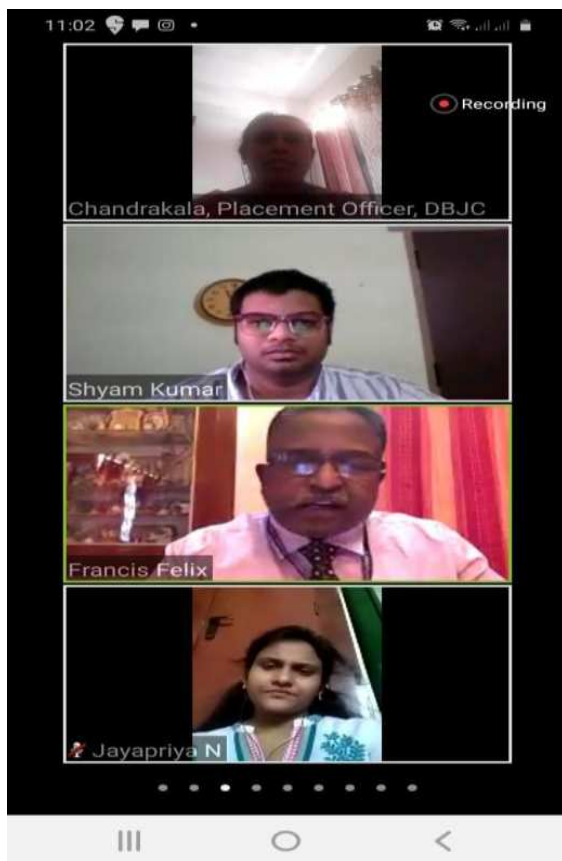 11:02
Recording
Chandrakala, Placement Officer, DBJC
Shyam Kumar
Francis Felix
Jayapriya N